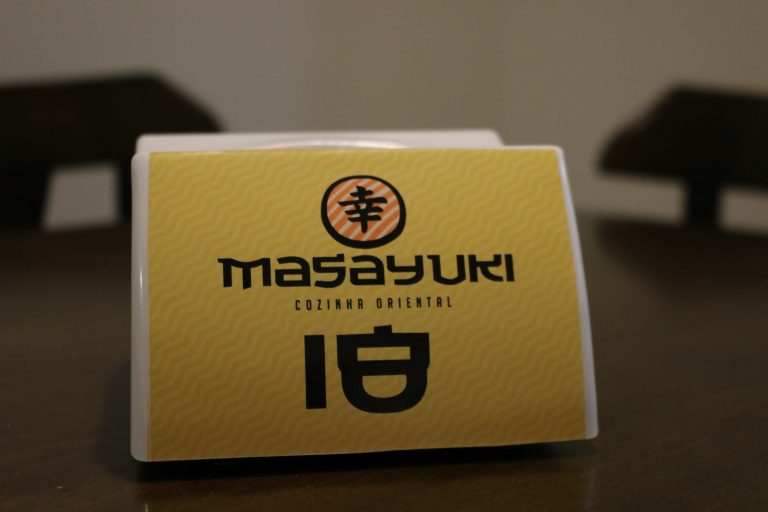 幸
MASAYUKI
COZINHA ORIENTAL
18